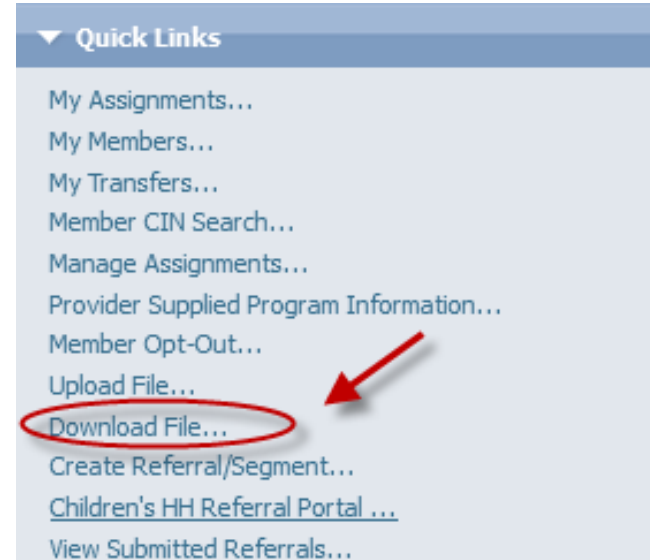 Quick Links
My Assignments...
My Members...
My Transfers...
Member CIN Search...
Manage Assignments...
Provider Supplied Program Information...
Member Opt-Out...
Upload File...
Download File...
Create Referral/Segment...
Children's HH Referral Portal ...
View Submitted Referrals...